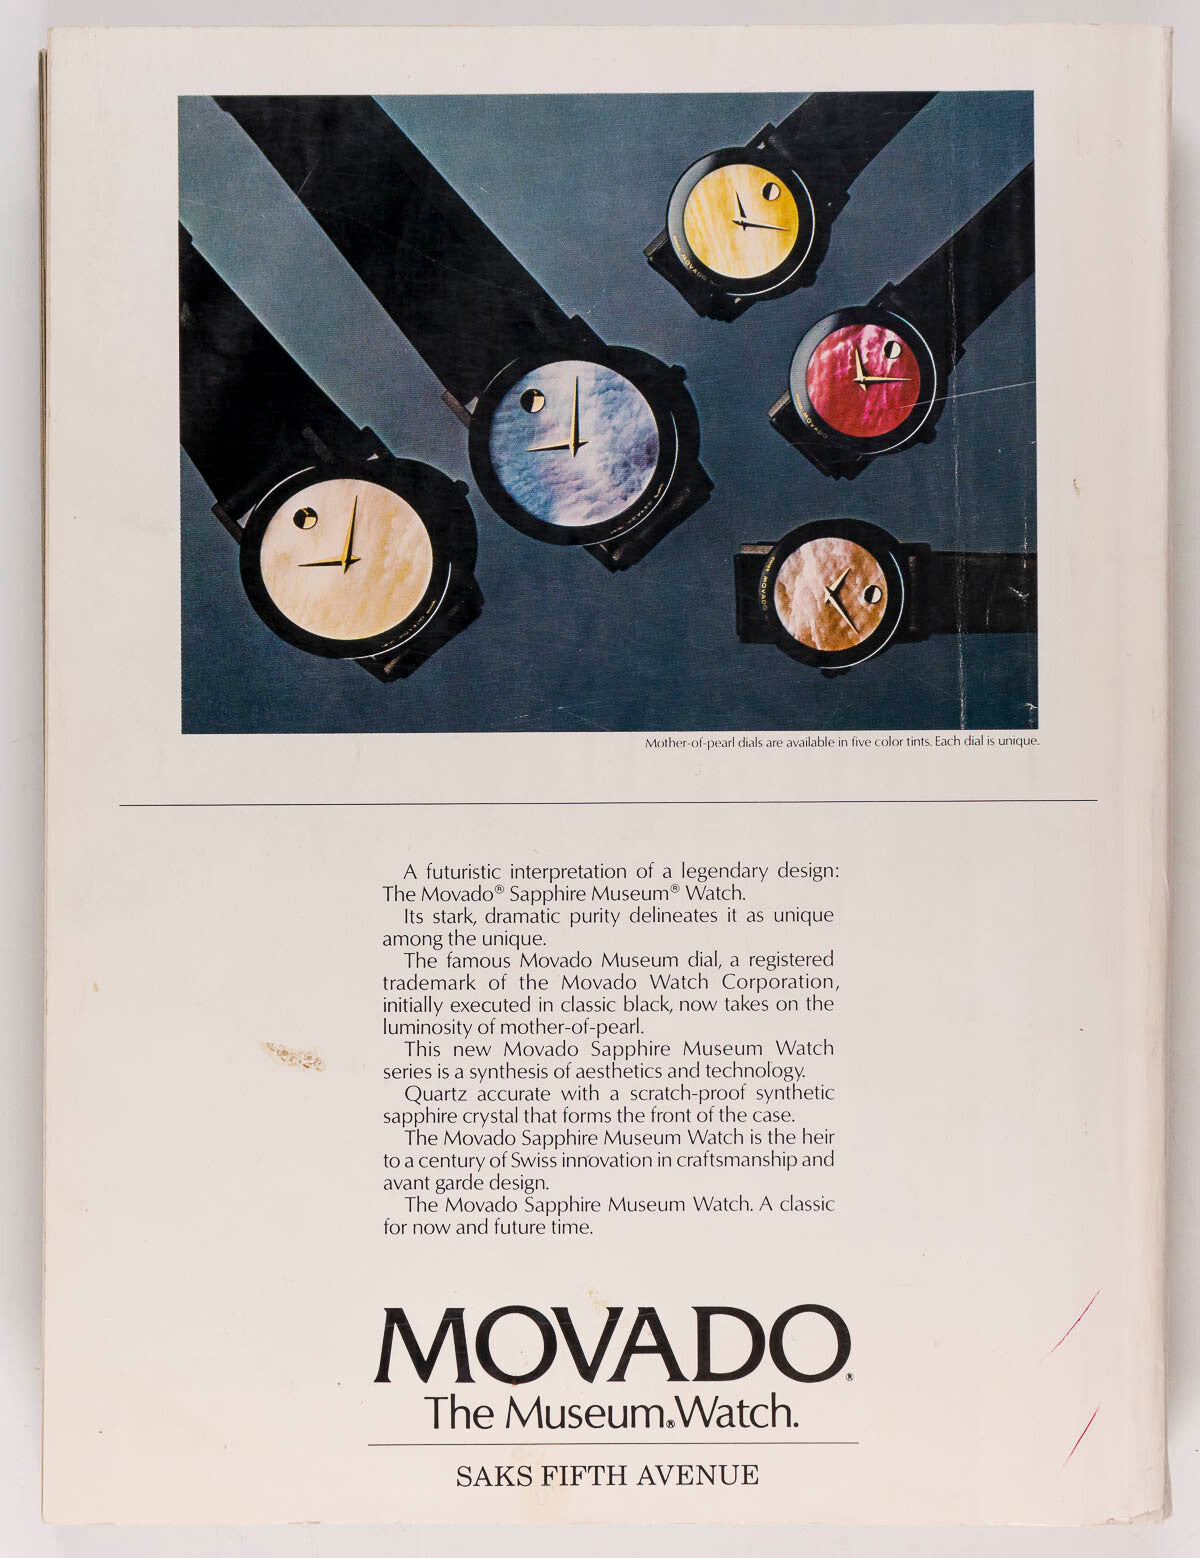 MOVADO
MOVADO
MOVADO
MOVADO
MOVADO
Mother-of-pearl dials are available in five color tints. Each dial is unique.
A futuristic interpretation of a legendary design:
The Movado® Sapphire Museum® Watch.
Its stark, dramatic purity delineates it as unique
among the unique.
The famous Movado Museum dial, a registered
trademark of the Movado Watch Corporation,
initially executed in classic black, now takes on the
luminosity of mother-of-pearl.
This new Movado Sapphire Museum Watch
series is a synthesis of aesthetics and technology.
Quartz accurate with a scratch-proof synthetic
sapphire crystal that forms the front of the case.
The Movado Sapphire Museum Watch is the heir
to a century of Swiss innovation in craftsmanship and
avant garde design.
The Movado Sapphire Museum Watch. A classic
for now and future time.
MOVADO®
The Museum® Watch.
SAKS FIFTH AVENUE